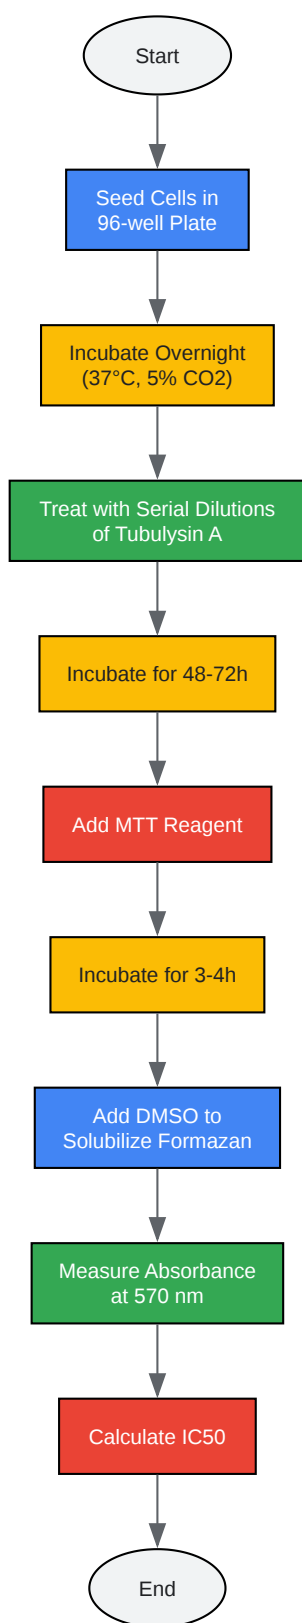 Start
Seed Cells in
96-well Plate
Incubate Overnight
(37°C, 5% CO2)
Treat with Serial Dilutions
of Tubulysin A
Incubate for 48-72h
Add MTT Reagent
Incubate for 3-4h
Add DMSO to
Solubilize Formazan
Measure Absorbance
at 570 nm
Calculate IC50
End